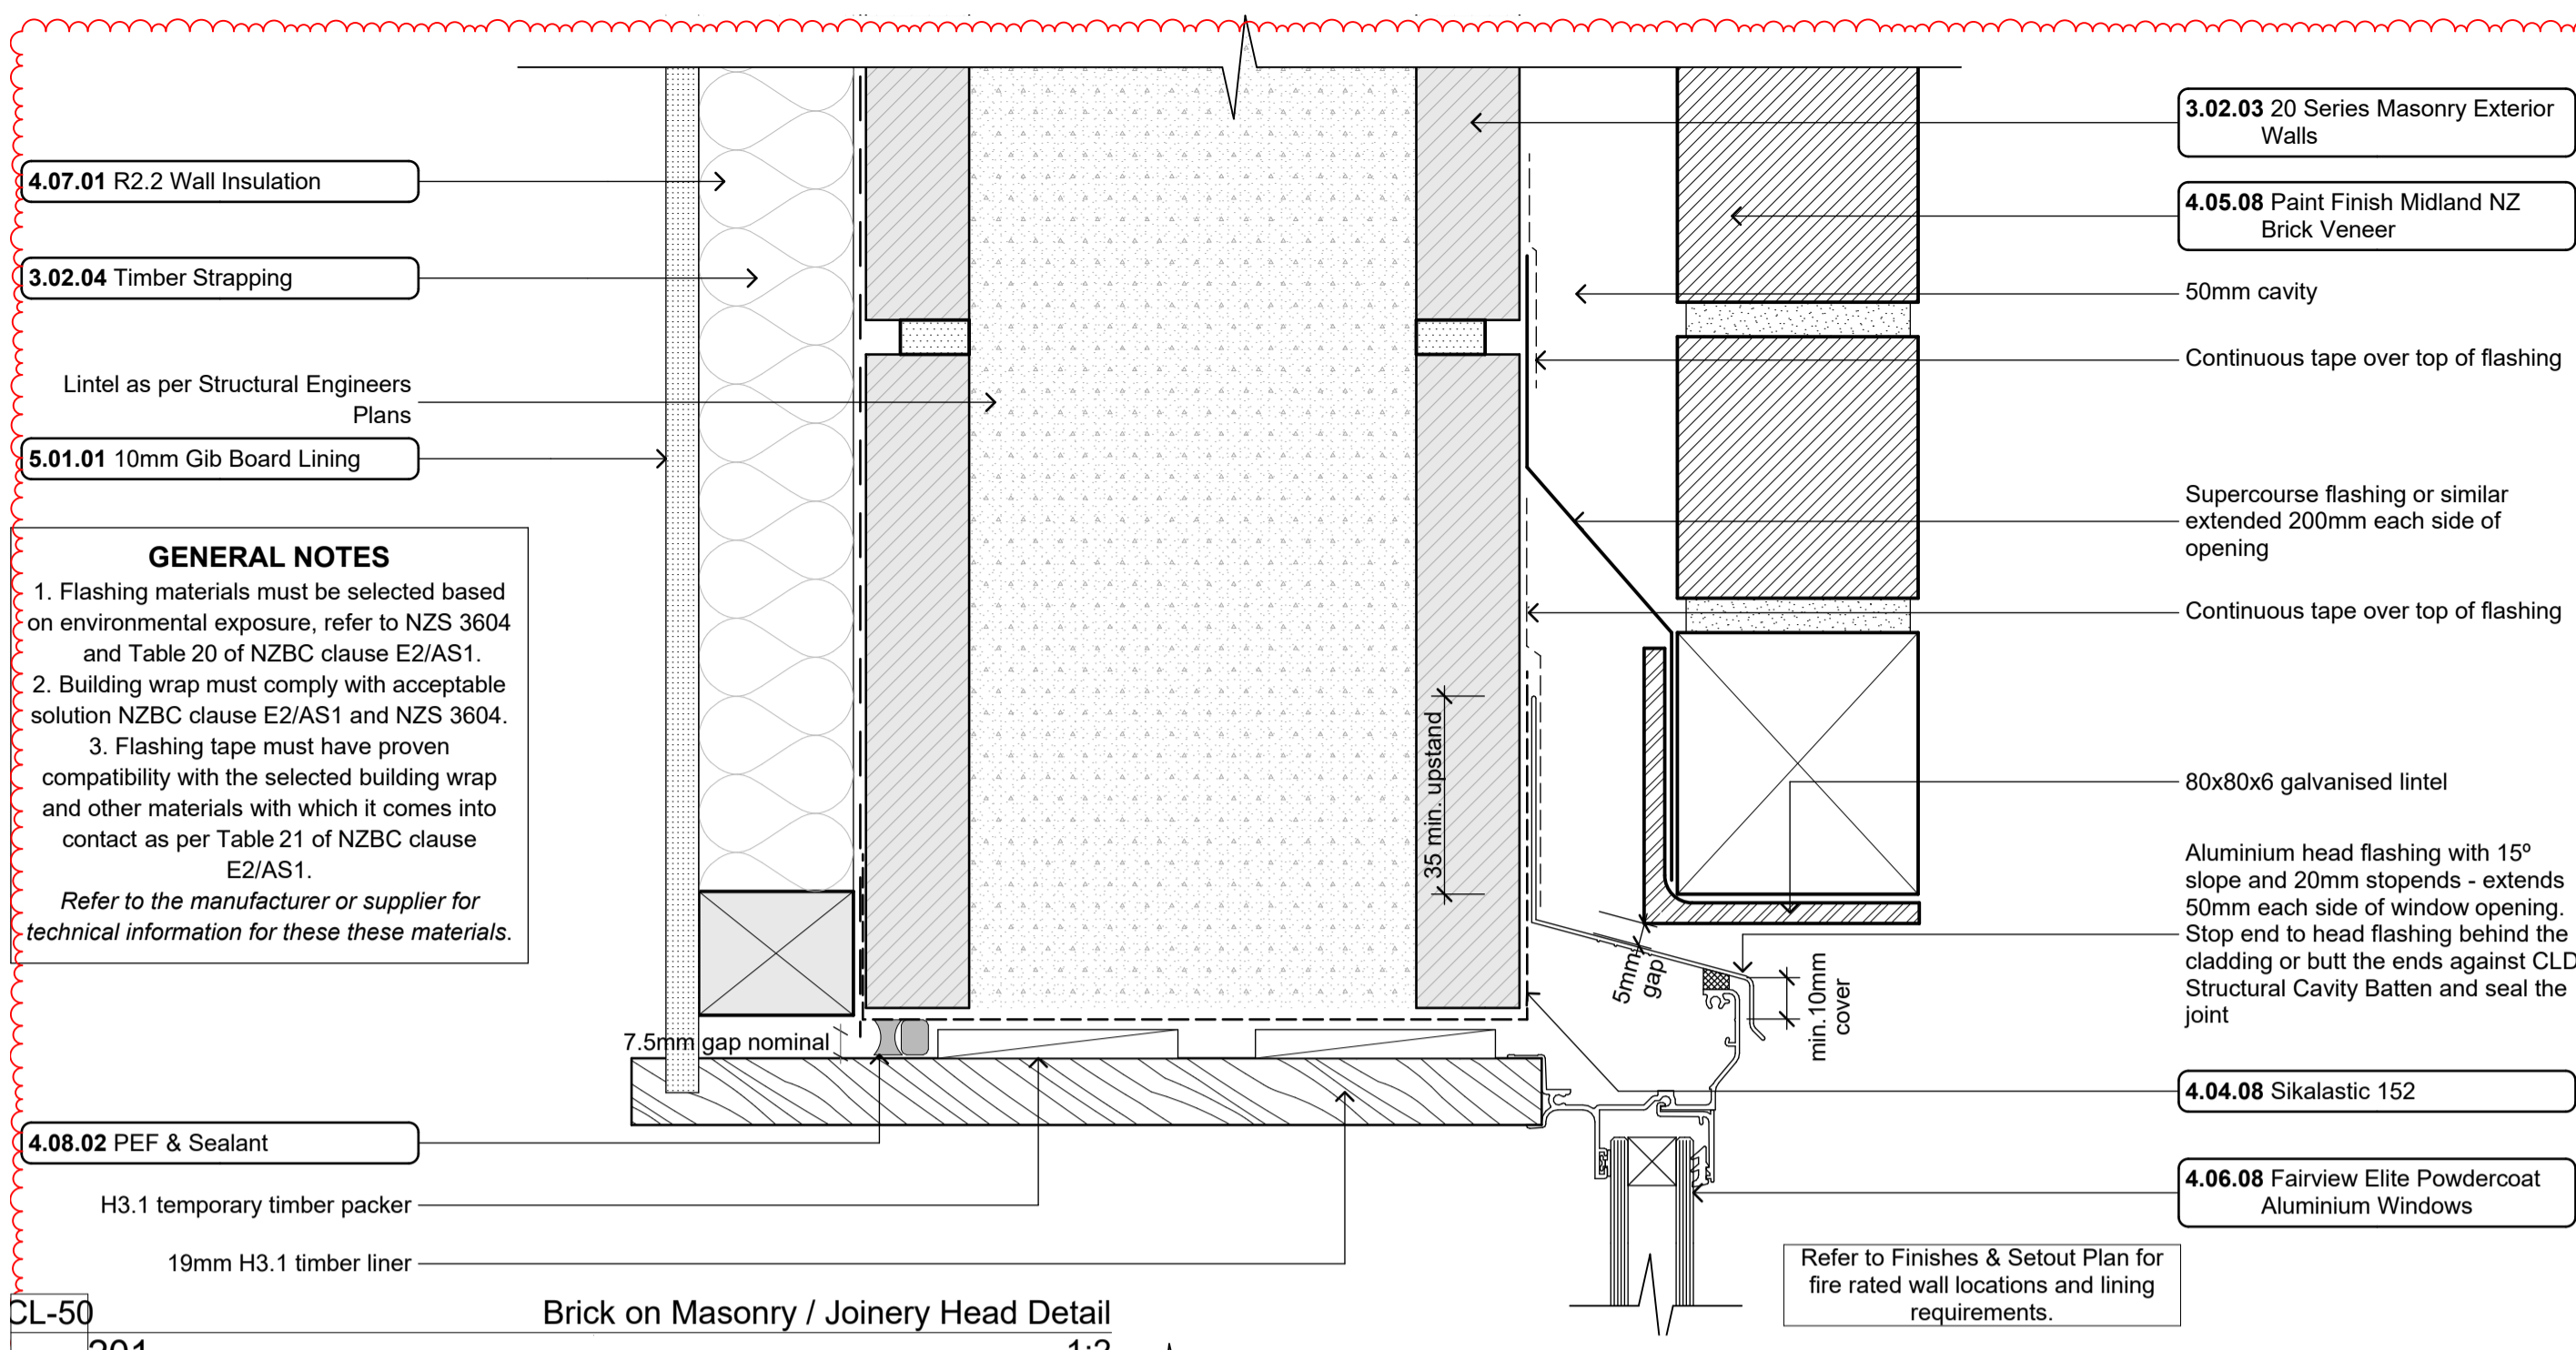 4.07.01 R2.2 Wall Insulation
3.02.04 Timber Strapping
Lintel as per Structural Engineers
Plans
5.01.01 10mm Gib Board Lining
GENERAL NOTES
1. Flashing materials must be selected based
on environmental exposure, refer to NZS 3604
and Table 20 of NZBC clause E2/AS1.
2. Building wrap must comply with acceptable
solution NZBC clause E2/AS1 and NZS 3604.
3. Flashing tape must have proven
compatibility with the selected building wrap
and other materials with which it comes into
contact as per Table 21 of NZBC clause
E2/AS1.
Refer to the manufacturer or supplier for
technical information for these these materials.
7.5mm gap nominal
4.08.02 PEF & Sealant
H3.1 temporary timber packer
19mm H3.1 timber liner
35 min. upstand
5mm
gap
min.10mm
cover
3.02.03 20 Series Masonry Exterior
Walls
4.05.08 Paint Finish Midland NZ
Brick Veneer
50mm cavity
Continuous tape over top of flashing
Supercourse flashing or similar
extended 200mm each side of
opening
Continuous tape over top of flashing
80x80x6 galvanised lintel
Aluminium head flashing with 15º
slope and 20mm stopends - extends
50mm each side of window opening.
Stop end to head flashing behind the
cladding or butt the ends against CLD
Structural Cavity Batten and seal the
joint
4.04.08 Sikalastic 152
4.06.08 Fairview Elite Powdercoat
Aluminium Windows
Refer to Finishes & Setout Plan for
fire rated wall locations and lining
requirements.
CL-50
Brick on Masonry / Joinery Head Detail